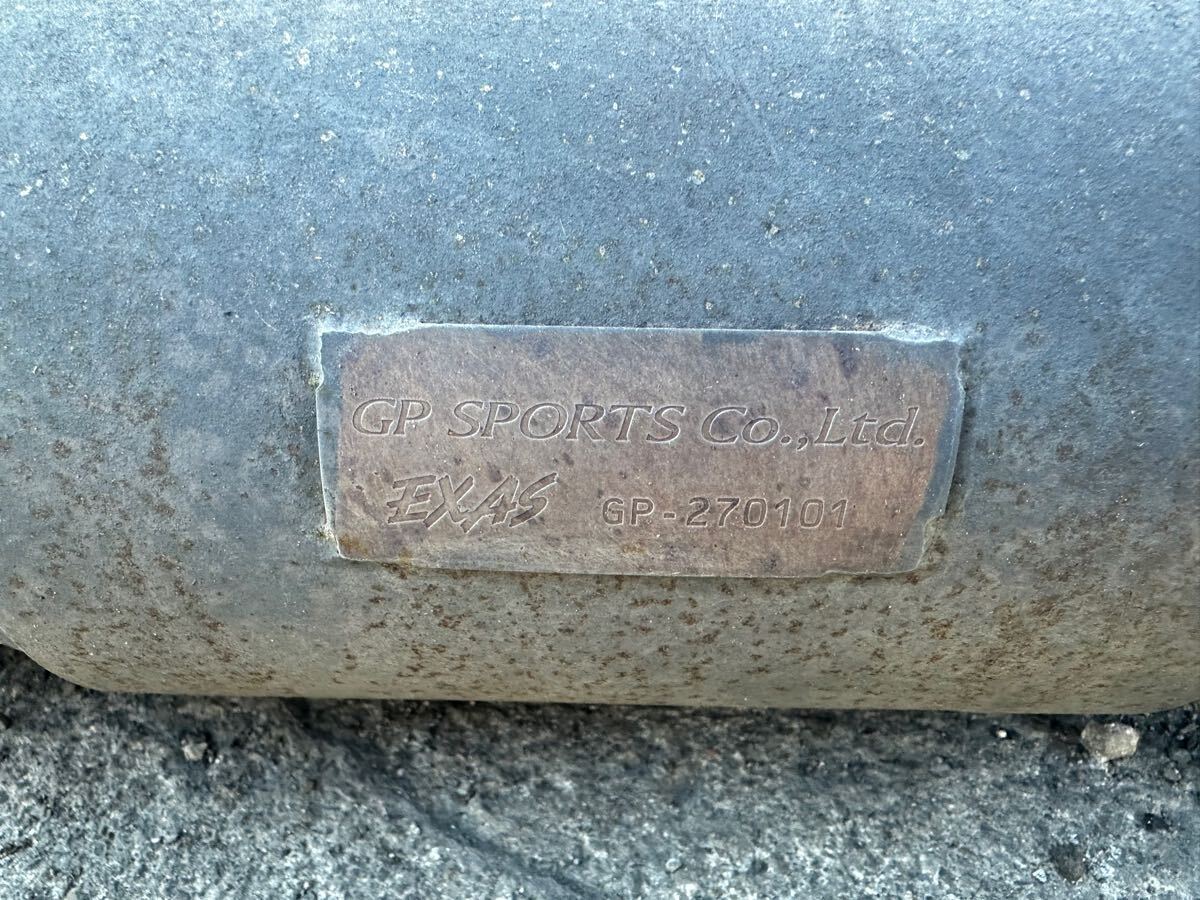 GP SPORTS Co.,Ltd.
EXAS GP-270101